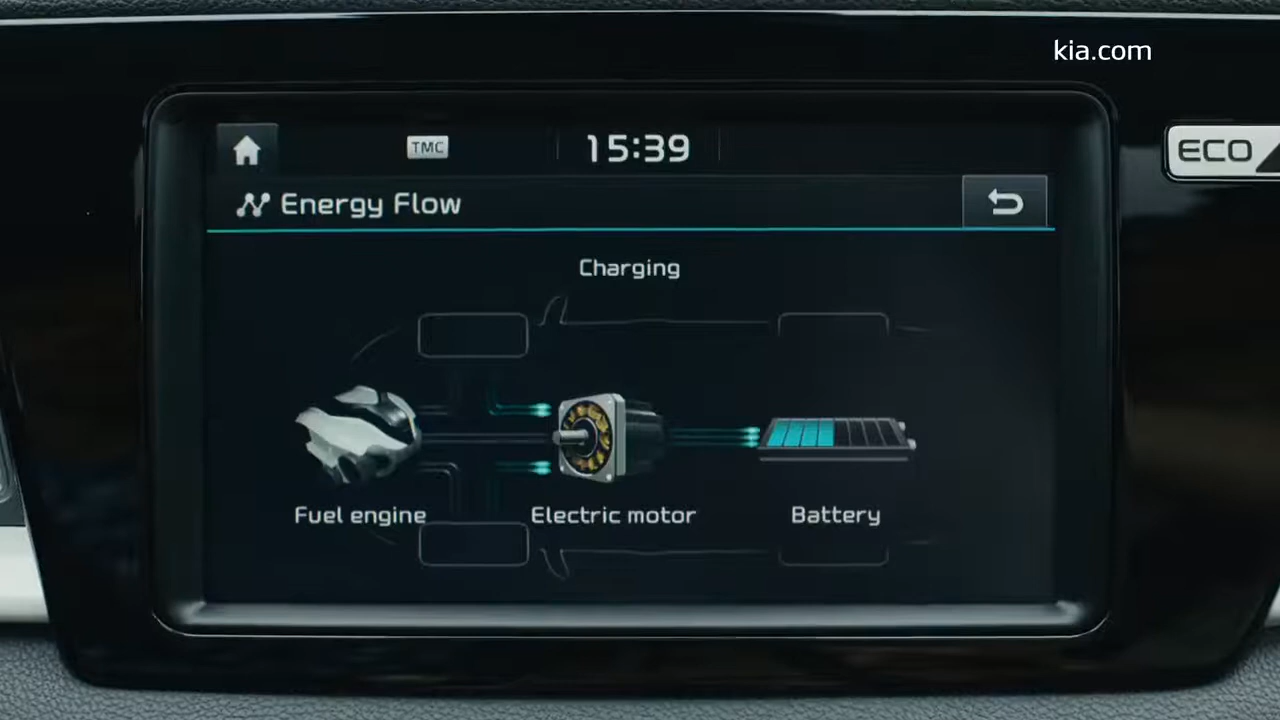 kia.com
TMC
15:39
ECO
Energy Flow
Charging
Fuel engine
Electric motor
Battery